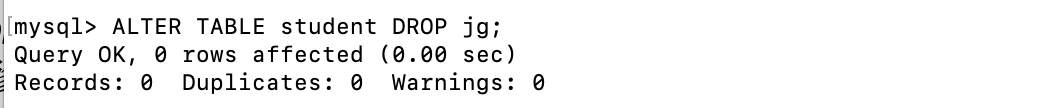 [mysql> ALTER TABLE student DROP jg;
Query OK, 0 rows affected (0.00 sec)
Records: 0  Duplicates: 0  Warnings: 0